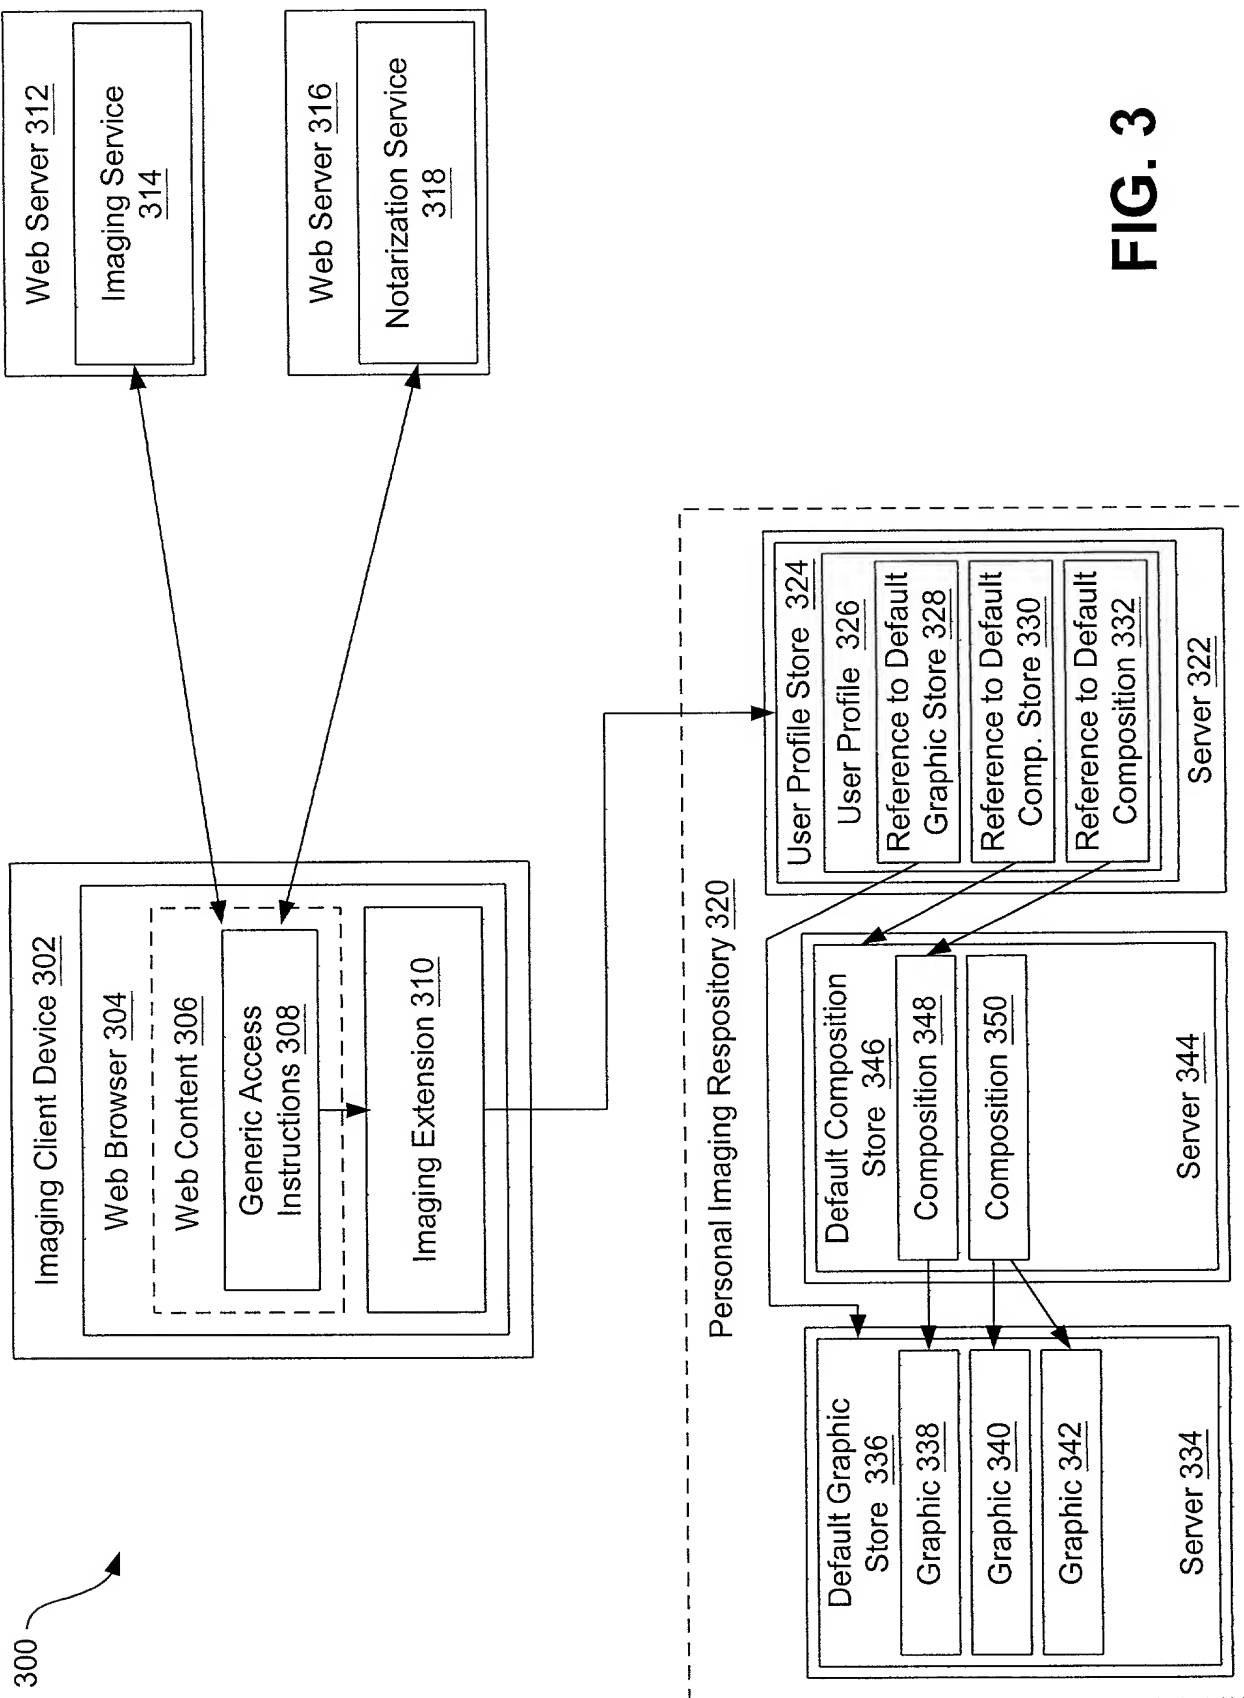 300
Imaging Client Device 302
Web Browser 304
Web Content 306
Generic Access
Instructions 308
Imaging Extension 310
Web Server 312
Imaging Service
314
Web Server 316
Notarization Service
318
Personal Imaging Respository 320
Default Graphic
Store 336
Graphic 338
Graphic 340
Graphic 342
Server 334
Default Composition
Store 346
Composition 348
Composition 350
Server 344
User Profile Store 324
User Profile 326
Reference to Default
Graphic Store 328
Reference to Default
Comp. Store 330
Reference to Default
Composition 332
Server 322
FIG. 3